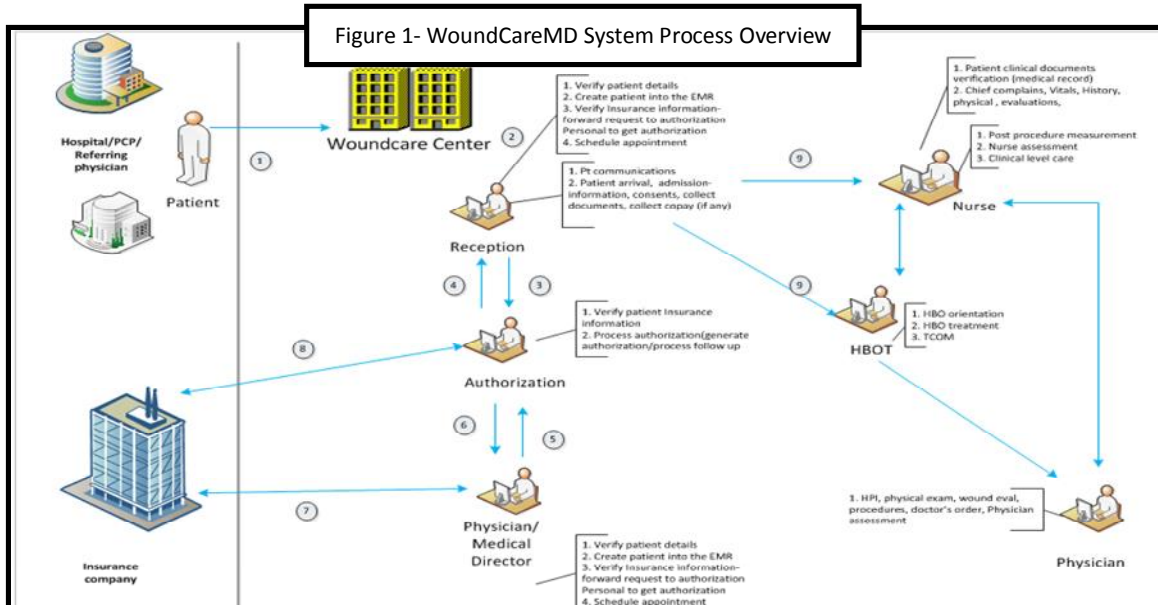 Figure 1- WoundCareMD System Process Overview
Hospital/PCP/
Referring
physician
Patient
1
Woundcare Center
2
1. Verify patient details
2. Create patient into the EMR
3. Verify Insurance information-
forward request to authorization
Personal to get authorization
4. Schedule appointment
1. Pt communications
2. Patient arrival, admission-
information, consents, collect
documents, collect copay (if any)
Reception
9
1. Patient clinical documents
verification (medical record)
2. Chief complains, Vitals, History,
physical , evaluations,
1. Post procedure measurement
2. Nurse assessment
3. Clinical level care
Nurse
4
3
9
1. Verify patient Insurance
information
2. Process authorization(generate
authorization/process follow up
1. HBO orientation
2. HBO treatment
3. TCOM
HBOT
8
Authorization
6
5
7
Physician/
Medical
Director
1. HPI, physical exam, wound eval,
procedures, doctor's order, Physician
assessment
Physician
Insurance
company
1. Verify patient details
2. Create patient into the EMR
3. Verify Insurance information-
forward request to authorization
Personal to get authorization
4. Schedule appointment